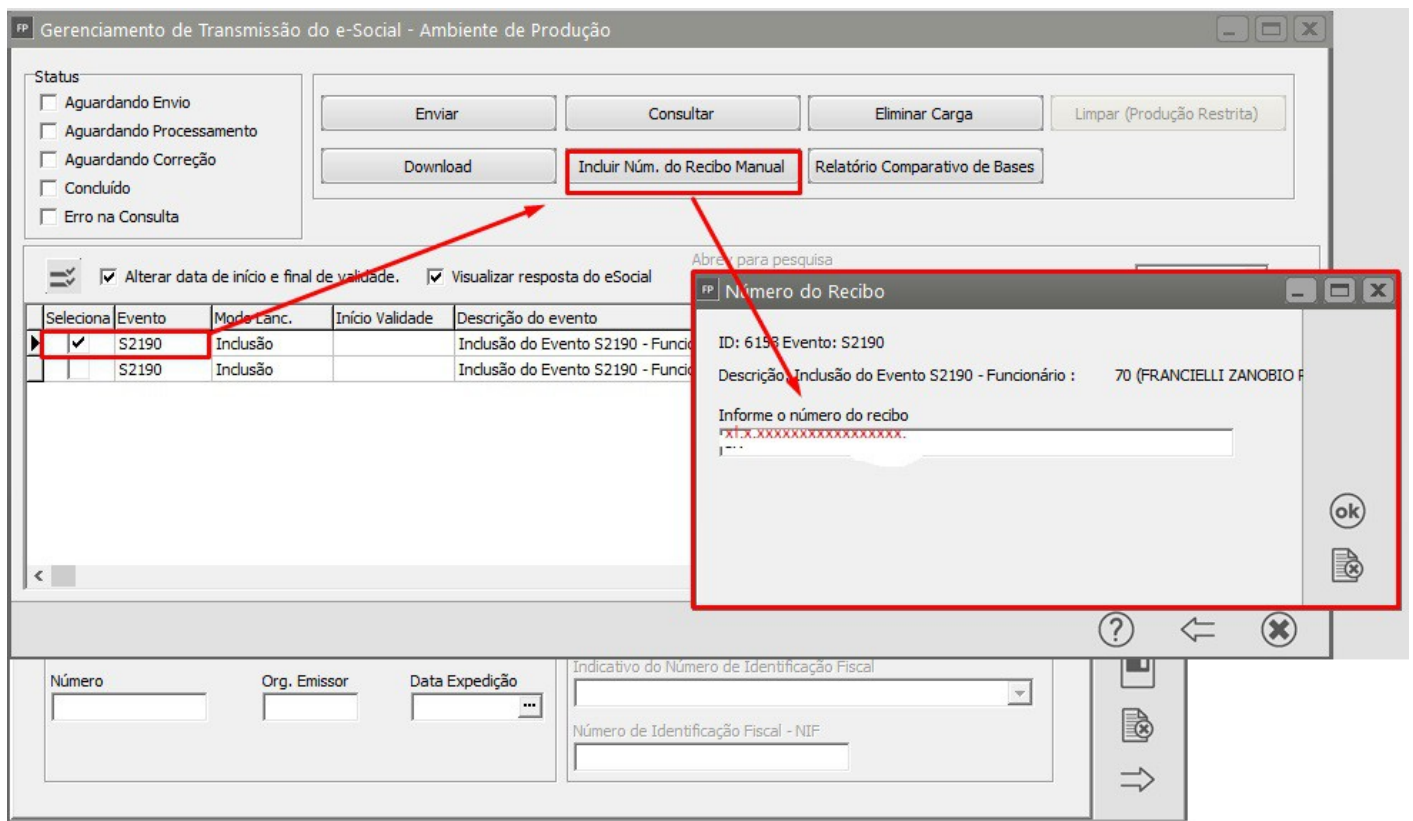 FP Gerenciamento de Transmissão do e-Social - Ambiente de Produção
Status
Aguardando Envio
Aguardando Processamento
Aguardando Correção
Concluído
Erro na Consulta
Enviar
Consultar
Eliminar Carga
Limpar (Produção Restrita)
Download
Incluir Núm. do Recibo Manual
Relatório Comparativo de Bases
Alterar data de início e final de validade.
Visualizar resposta do eSocial
Abrev para pesquisa
Seleciona Evento Modo Lanc. Início Validade Descrição do evento
S2190 Inclusão Inclusão do Evento S2190 - Funcio
S2190 Inclusão Inclusão do Evento S2190 - Funcio
FP Número do Recibo
ID: 6153 Evento: S2190
Descrição: Inclusão do Evento S2190 - Funcionário : 70 (FRANCIELLI ZANOBIO
Informe o número do recibo
ok
Número
Org. Emissor
Data Expedição
Indicativo do Número de Identificação Fiscal
Número de Identificação Fiscal - NIF